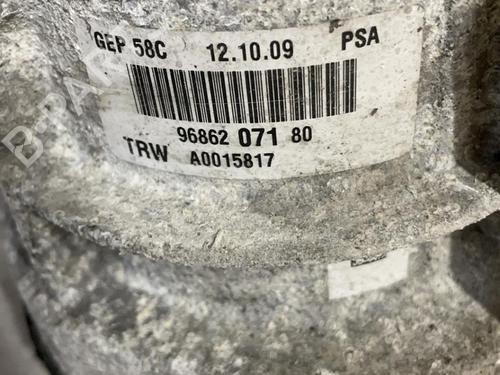 GEP 58C 12.10.09 PSA
96862 071 80
TRW A0015817